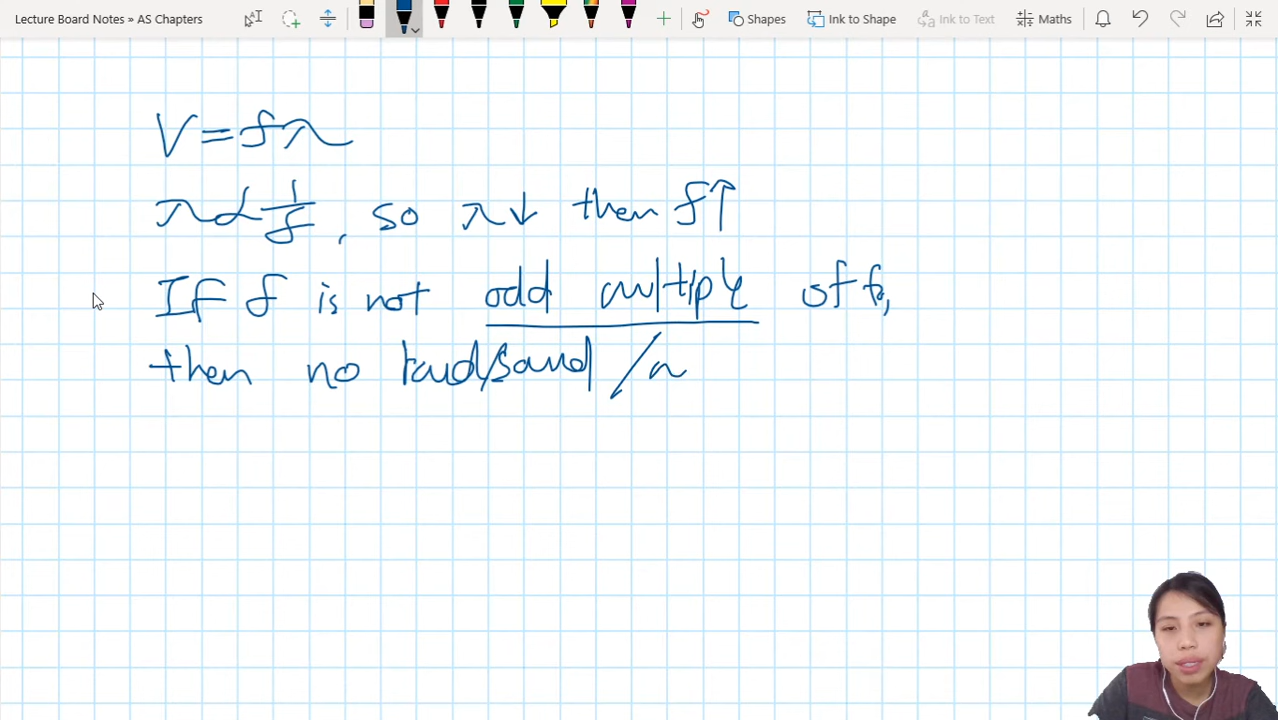 Lecture Board Notes » AS Chapters
Shapes
Ink to Shape
Ink to Text
Maths
V = fλ
λ ∝ 1/f, so λ↓ then f↑
If f is not odd multiple of f₀,
then no loud/sound / n